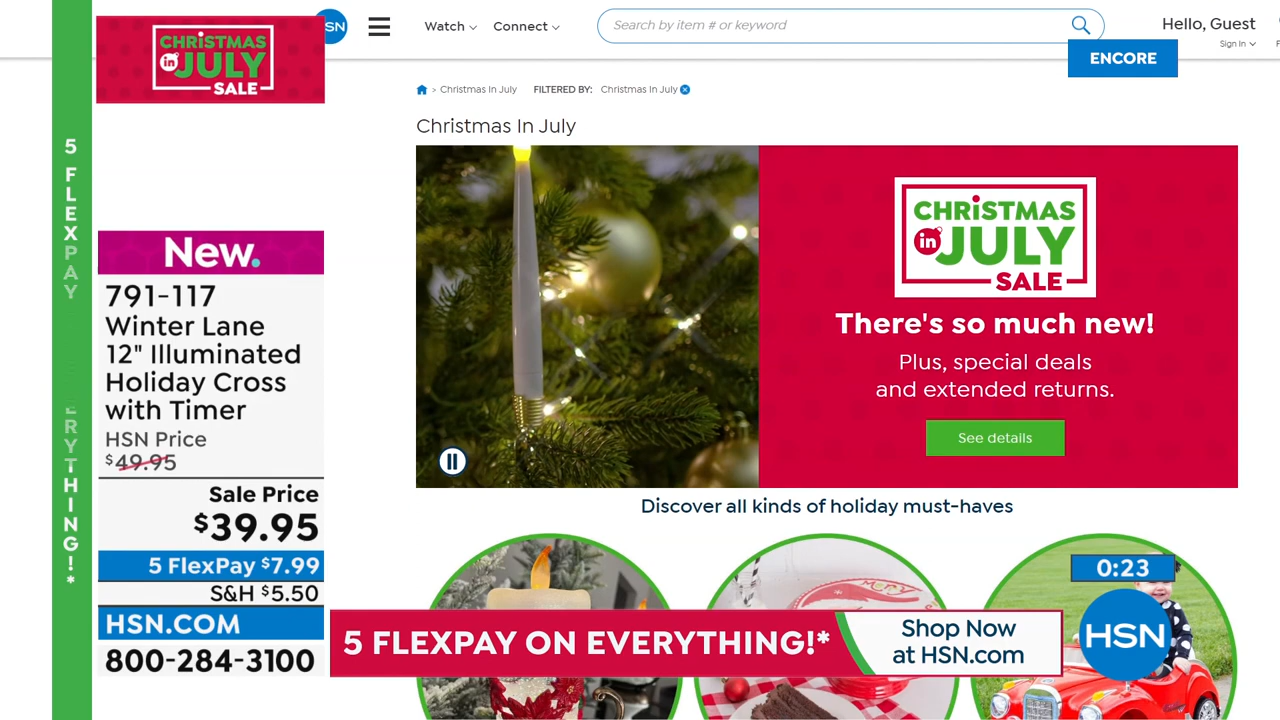 CHRISTMAS
in JULY
SALE
HSN
Watch
Connect
Search by item # or keyword
Hello, Guest
Sign In
ENCORE
> Christmas In July
FILTERED BY: Christmas In July
Christmas In July
CHRISTMAS
in JULY
SALE
There's so much new!
Plus, special deals
and extended returns.
See details
Discover all kinds of holiday must-haves
5 FLEXPAY
ERYTHING!*
New.
791-117
Winter Lane
12" Illuminated
Holiday Cross
with Timer
HSN Price
$49.95
Sale Price
$39.95
5 FlexPay $7.99
S&H $5.50
HSN.COM
800-284-3100
5 FLEXPAY ON EVERYTHING!*
Shop Now
at HSN.com
0:23
HSN